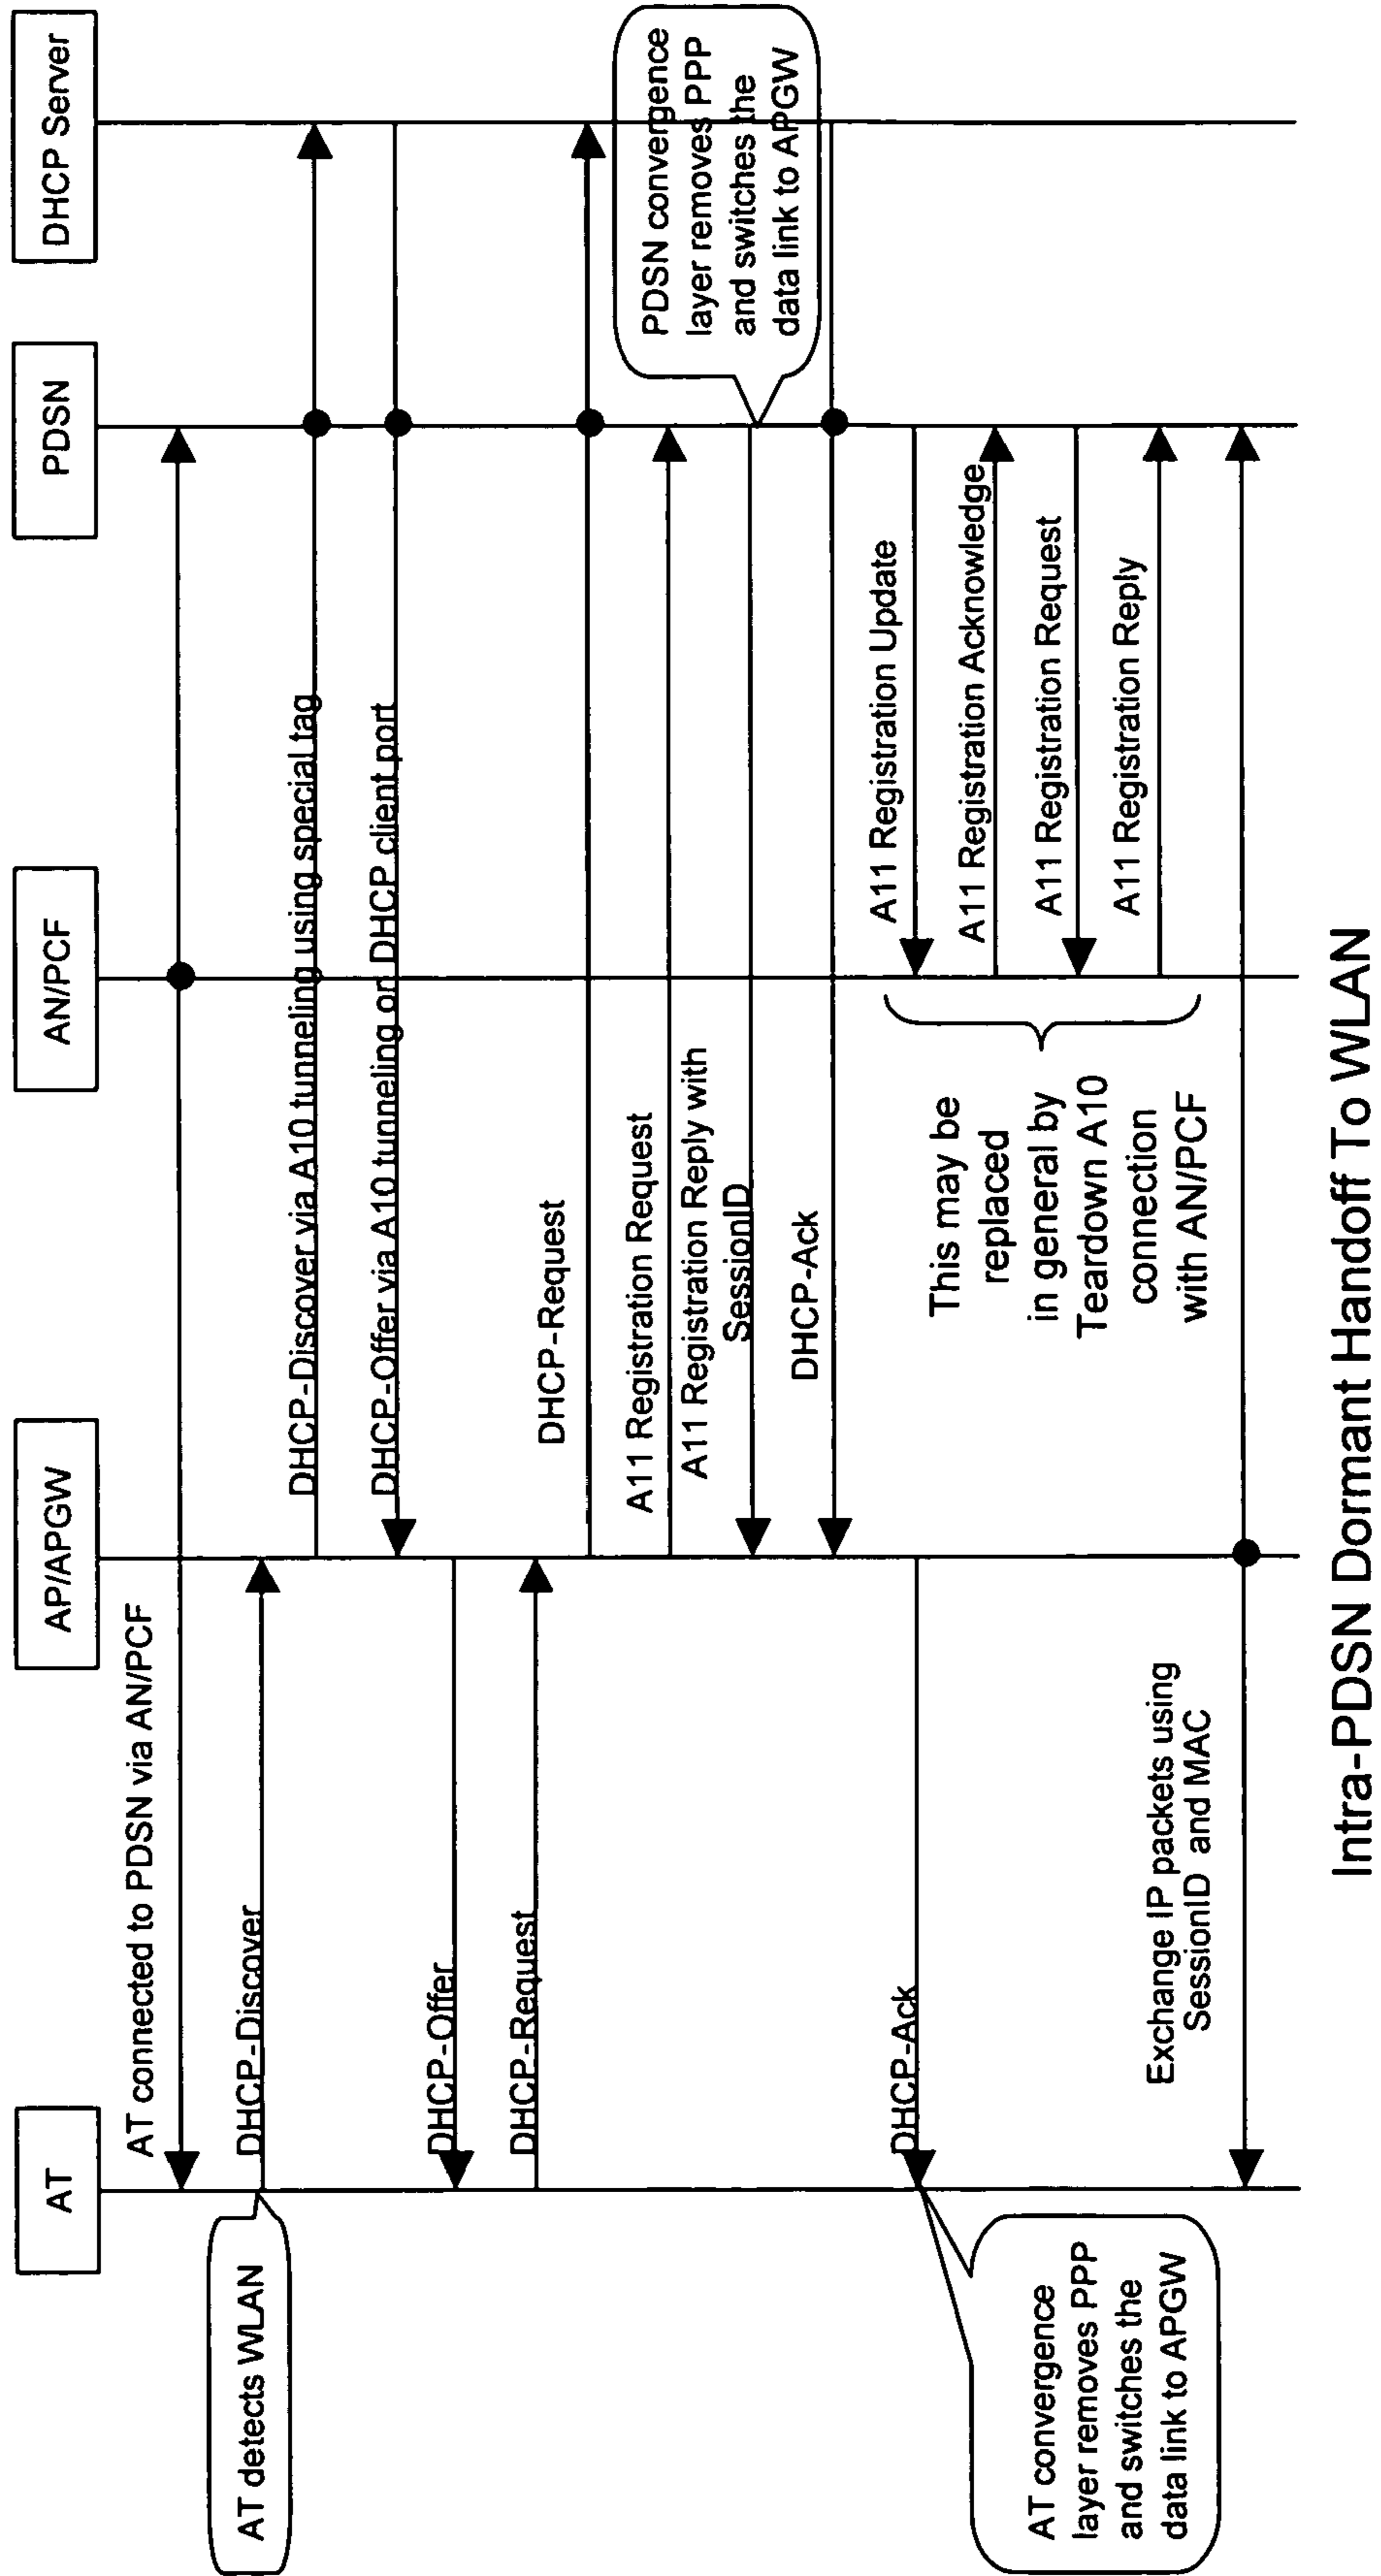 AT
AP/APGW
AN/PCF
PDSN
DHCP Server
AT connected to PDSN via AN/PCF
AT detects WLAN
DHCP-Discover
DHCP-Discover via A10 tunneling using special tag
DHCP-Offer via A10 tunneling on DHCP client port
DHCP-Offer
DHCP-Request
DHCP-Request
A11 Registration Request
A11 Registration Reply with
SessionID
PDSN convergence
layer removes PPP
and switches the
data link to APGW
DHCP-Ack
DHCP-Ack
A11 Registration Update
A11 Registration Acknowledge
A11 Registration Request
A11 Registration Reply
This may be
replaced
in general by
Teardown A10
connection
with AN/PCF
AT convergence
layer removes PPP
and switches the
data link to APGW
Exchange IP packets using
SessionID and MAC
Intra-PDSN Dormant Handoff To WLAN